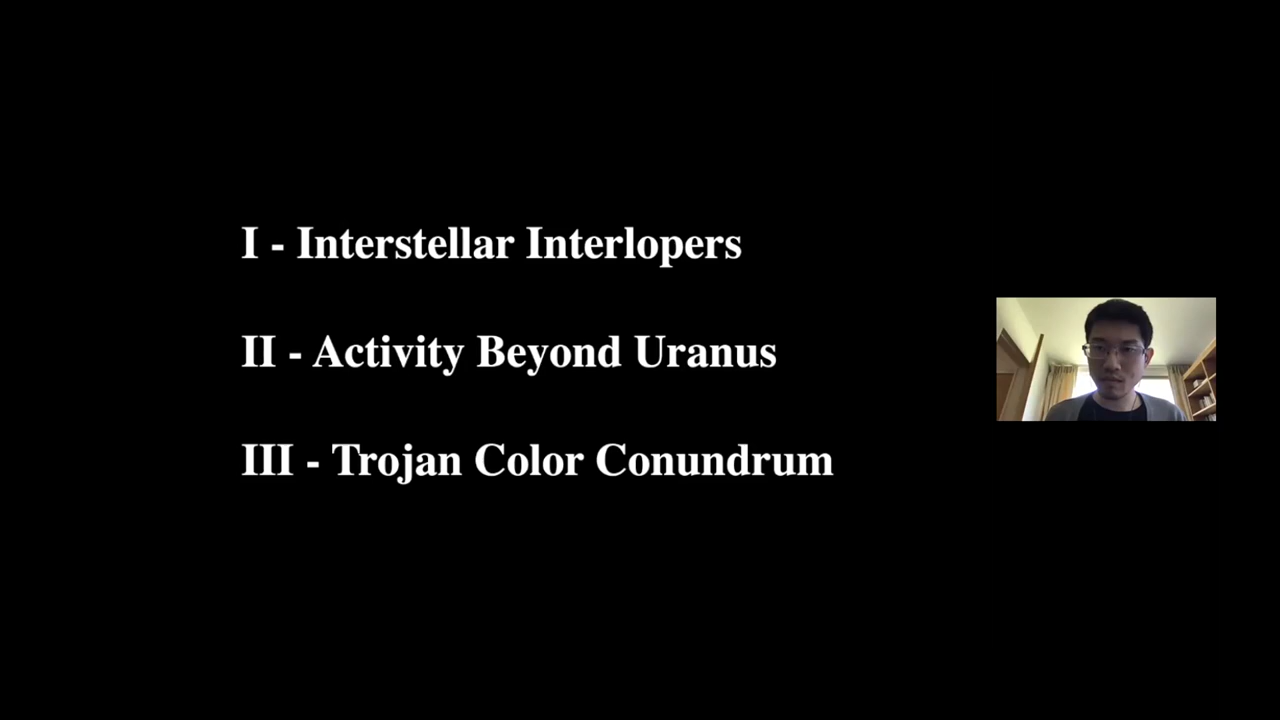 I - Interstellar Interlopers
II - Activity Beyond Uranus
III - Trojan Color Conundrum